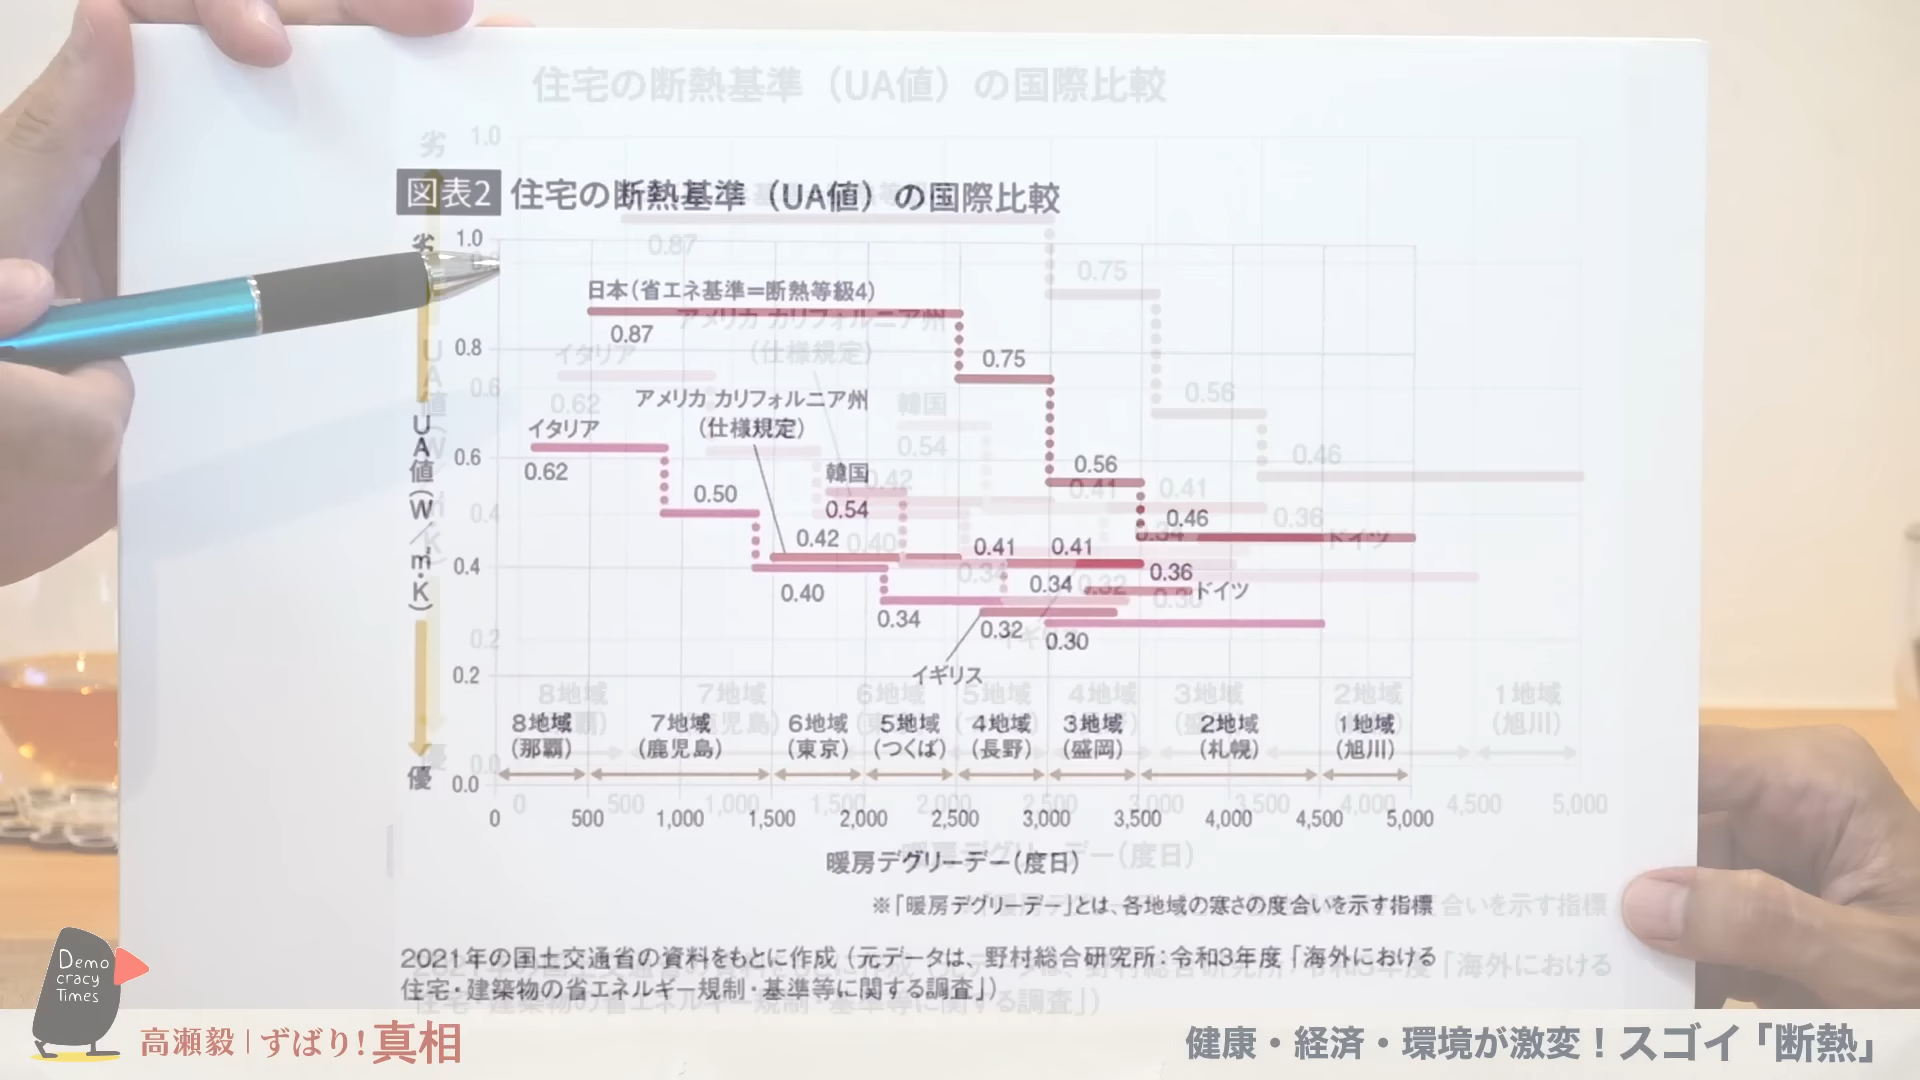 住宅の断熱基準（UA値）の国際比較
図表2 住宅の断熱基準（UA値）の国際比較
劣
UA値（W／㎡・K）
優
1.0
0.8
0.6
0.4
0.2
0.0
日本（省エネ基準＝断熱等級4）
0.87
0.75
0.56
0.46
アメリカ カリフォルニア州
（仕様規定）
イタリア
0.62
0.50
韓国
0.54
0.42
0.41
0.41
0.40
0.34
0.34
0.36
ドイツ
0.32
0.30
イギリス
8地域 7地域 6地域 5地域 4地域 3地域 2地域 1地域
（那覇） （鹿児島） （東京） （つくば） （長野） （盛岡） （札幌） （旭川）
0 500 1,000 1,500 2,000 2,500 3,000 3,500 4,000 4,500 5,000
暖房デグリーデー（度日）
※「暖房デグリーデー」とは、各地域の寒さの度合いを示す指標
2021年の国土交通省の資料をもとに作成（元データは、野村総合研究所：令和3年度「海外における
住宅・建築物の省エネルギー規制・基準等に関する調査」）
Demo
cracy
Times
高瀬毅｜ずばり！真相
健康・経済・環境が激変！スゴイ「断熱」